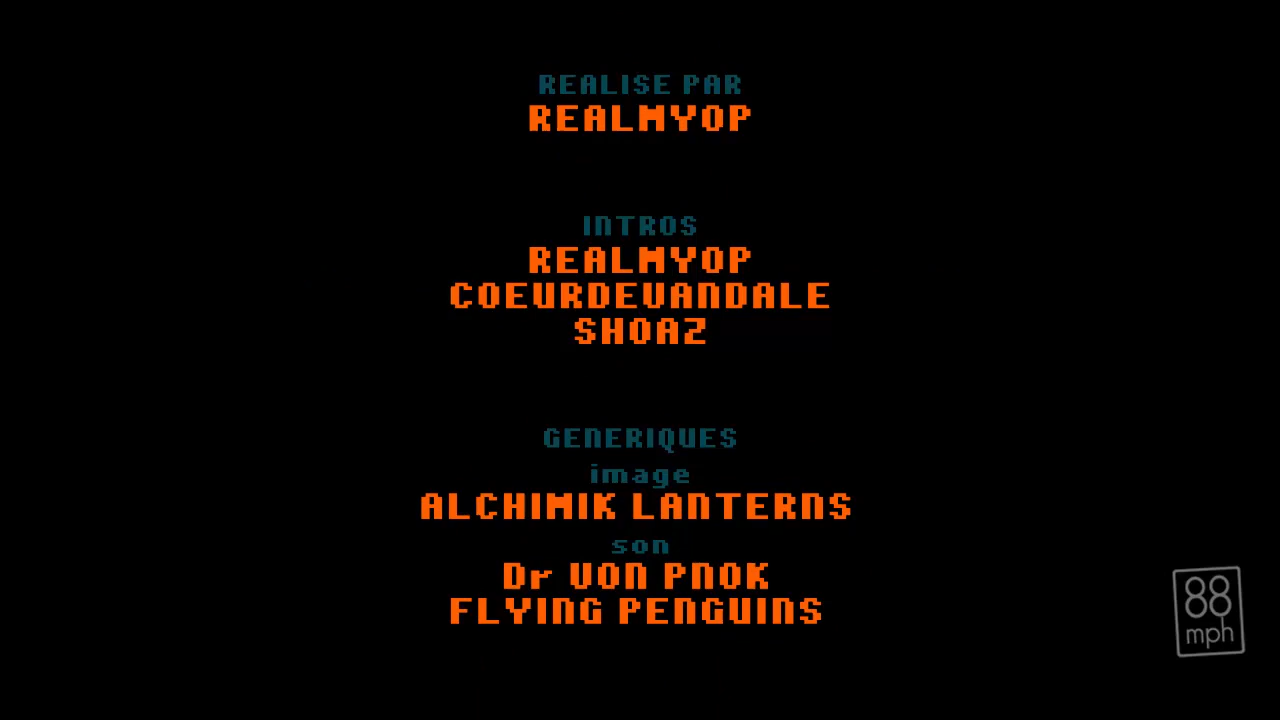 REALISE PAR
REALMYOP
INTROS
REALMYOP
COEURDEVANDALE
SHOAZ
GENERIQUES
image
ALCHIMIK LANTERNS
son
Dr VON PNOK
FLYING PENGUINS
88
mph